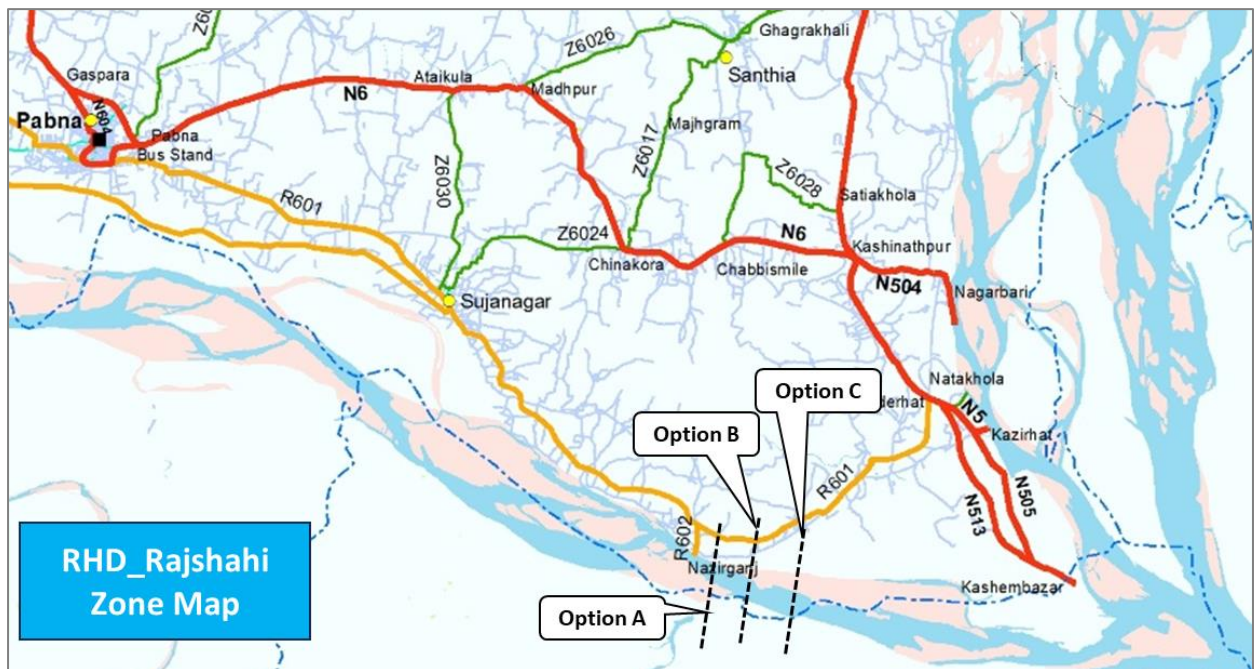 Z60
Ghagrakhali
Z6026
Gaspara
Ataikula
Santhia
N6
Madhpur
Pabna
N604
Pabna
Bus Stand
Majhgram
Z6017
Z6030
Z6028
Satiakhola
R601
Z6024
N6
Kashinathpur
Chinakora
Chabbismile
N504
Nagarbari
Sujanagar
Natakhola
Option C
derhat
N5
Option B
Kazirhat
R601
N505
N513
R602
RHD_Rajshahi
Zone Map
Nazirganj
Kashembazar
Option A